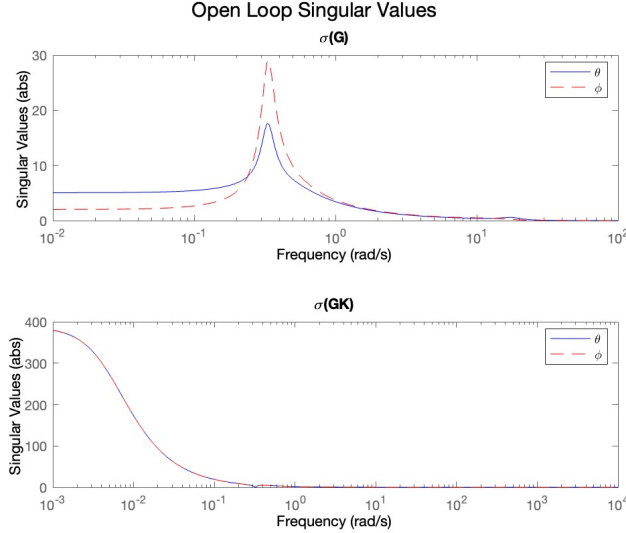 Open Loop Singular Values
σ(G)
Singular Values (abs)
30
20
10
0
θ
ϕ
10⁻² 10⁻¹ 10⁰ 10¹ 10²
Frequency (rad/s)
σ(GK)
Singular Values (abs)
400
300
200
100
0
θ
ϕ
10⁻³ 10⁻² 10⁻¹ 10⁰ 10¹ 10² 10³ 10⁴
Frequency (rad/s)